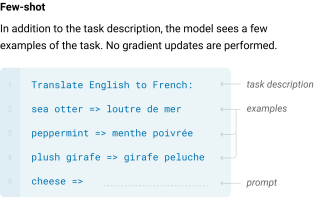 Few-shot
In addition to the task description, the model sees a few
examples of the task. No gradient updates are performed.
1 Translate English to French: task description
2 sea otter => loutre de mer examples
3 peppermint => menthe poivrée
4 plush girafe => girafe peluche
5 cheese => prompt